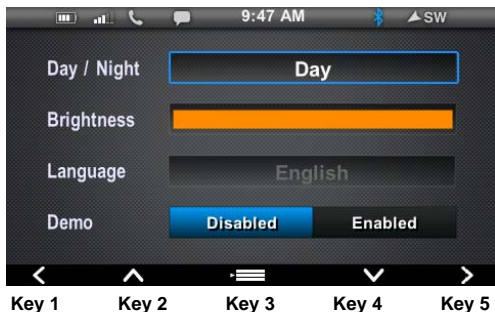 9:47 AM SW
Day / Night Day
Brightness
Language English
Demo Disabled Enabled
Key 1 Key 2 Key 3 Key 4 Key 5